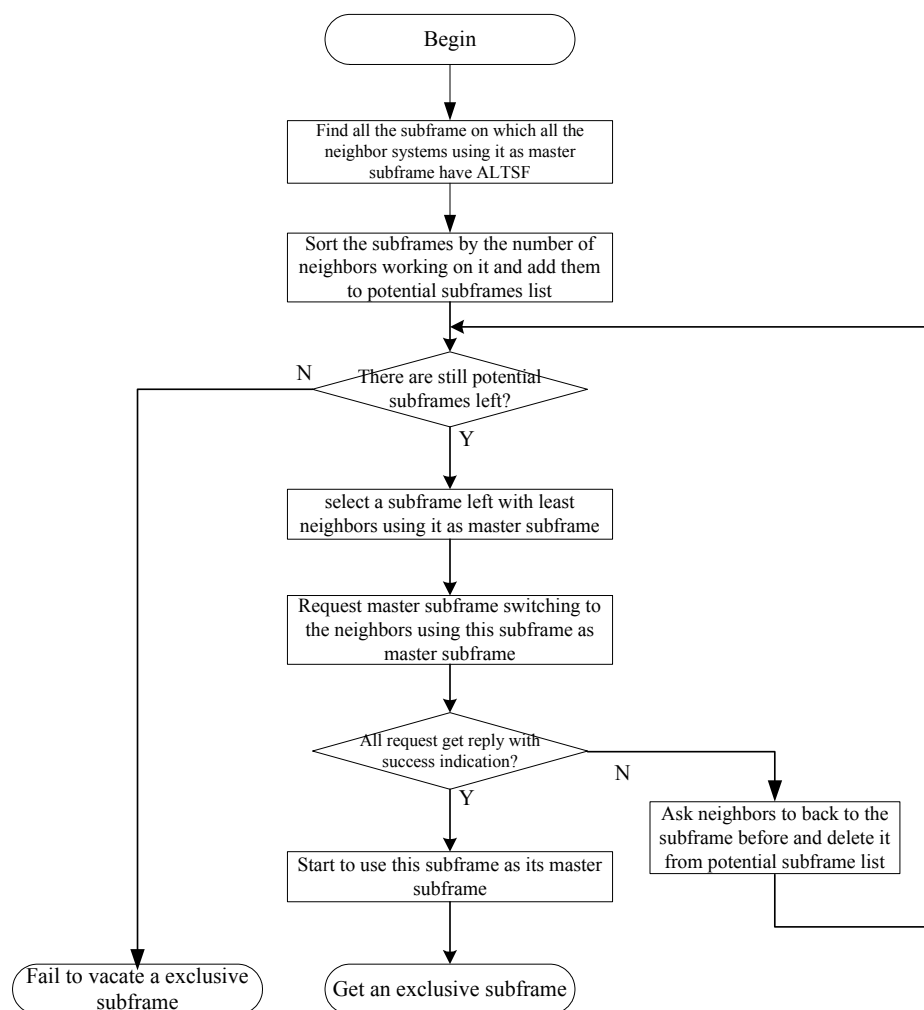 Begin
Find all the subframe on which all the
neighbor systems using it as master
subframe have ALTSF
Sort the subframes by the number of
neighbors working on it and add them
to potential subframes list
N
There are still potential
subframes left?
Y
select a subframe left with least
neighbors using it as master subframe
Request master subframe switching to
the neighbors using this subframe as
master subframe
All request get reply with
success indication?
N
Y
Ask neighbors to back to the
subframe before and delete it
from potential subframe list
Start to use this subframe as its master
subframe
Fail to vacate a exclusive
subframe
Get an exclusive subframe